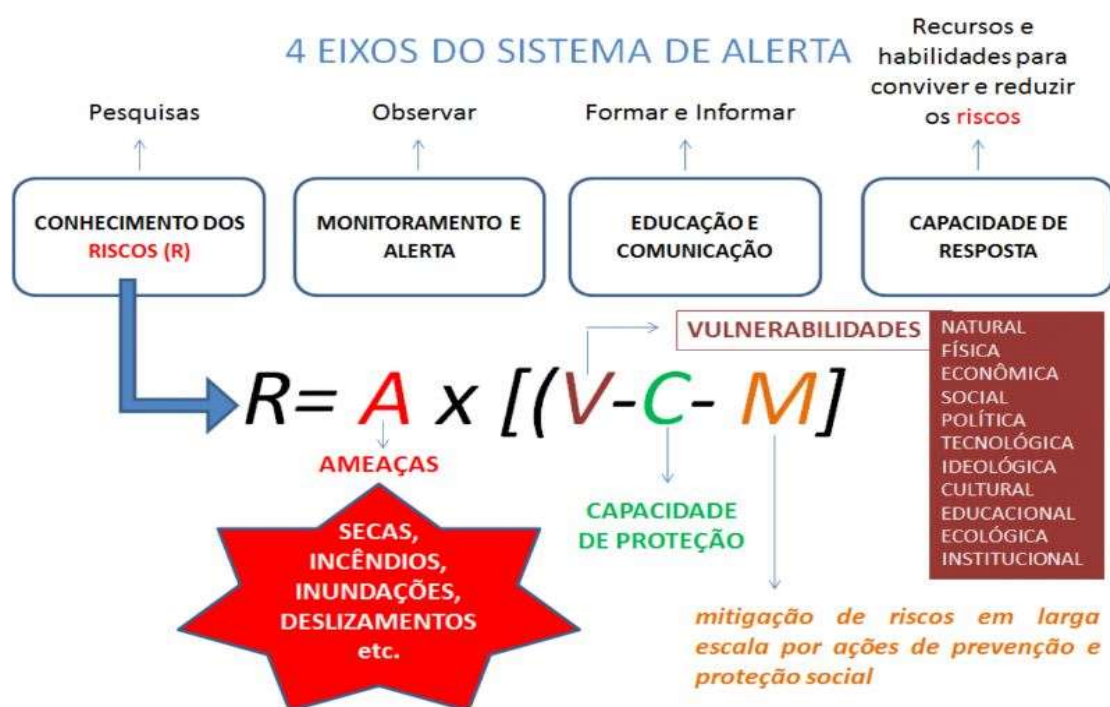 4 EIXOS DO SISTEMA DE ALERTA
Recursos e
habilidades para
conviver e reduzir
os riscos
Pesquisas
Observar
Formar e Informar
CONHECIMENTO DOS
RISCOS (R)
MONITORAMENTO E
ALERTA
EDUCAÇÃO E
COMUNICAÇÃO
CAPACIDADE DE
RESPOSTA
R= A x [(V-C- M]
VULNERABILIDADES
NATURAL
FÍSICA
ECONÔMICA
SOCIAL
POLÍTICA
TECNOLÓGICA
IDEOLÓGICA
CULTURAL
EDUCACIONAL
ECOLÓGICA
INSTITUCIONAL
AMEAÇAS
SECAS,
INCÊNDIOS,
INUNDAÇÕES,
DESLIZAMENTOS
etc.
CAPACIDADE
DE PROTEÇÃO
mitigação de riscos em larga
escala por ações de prevenção e
proteção social